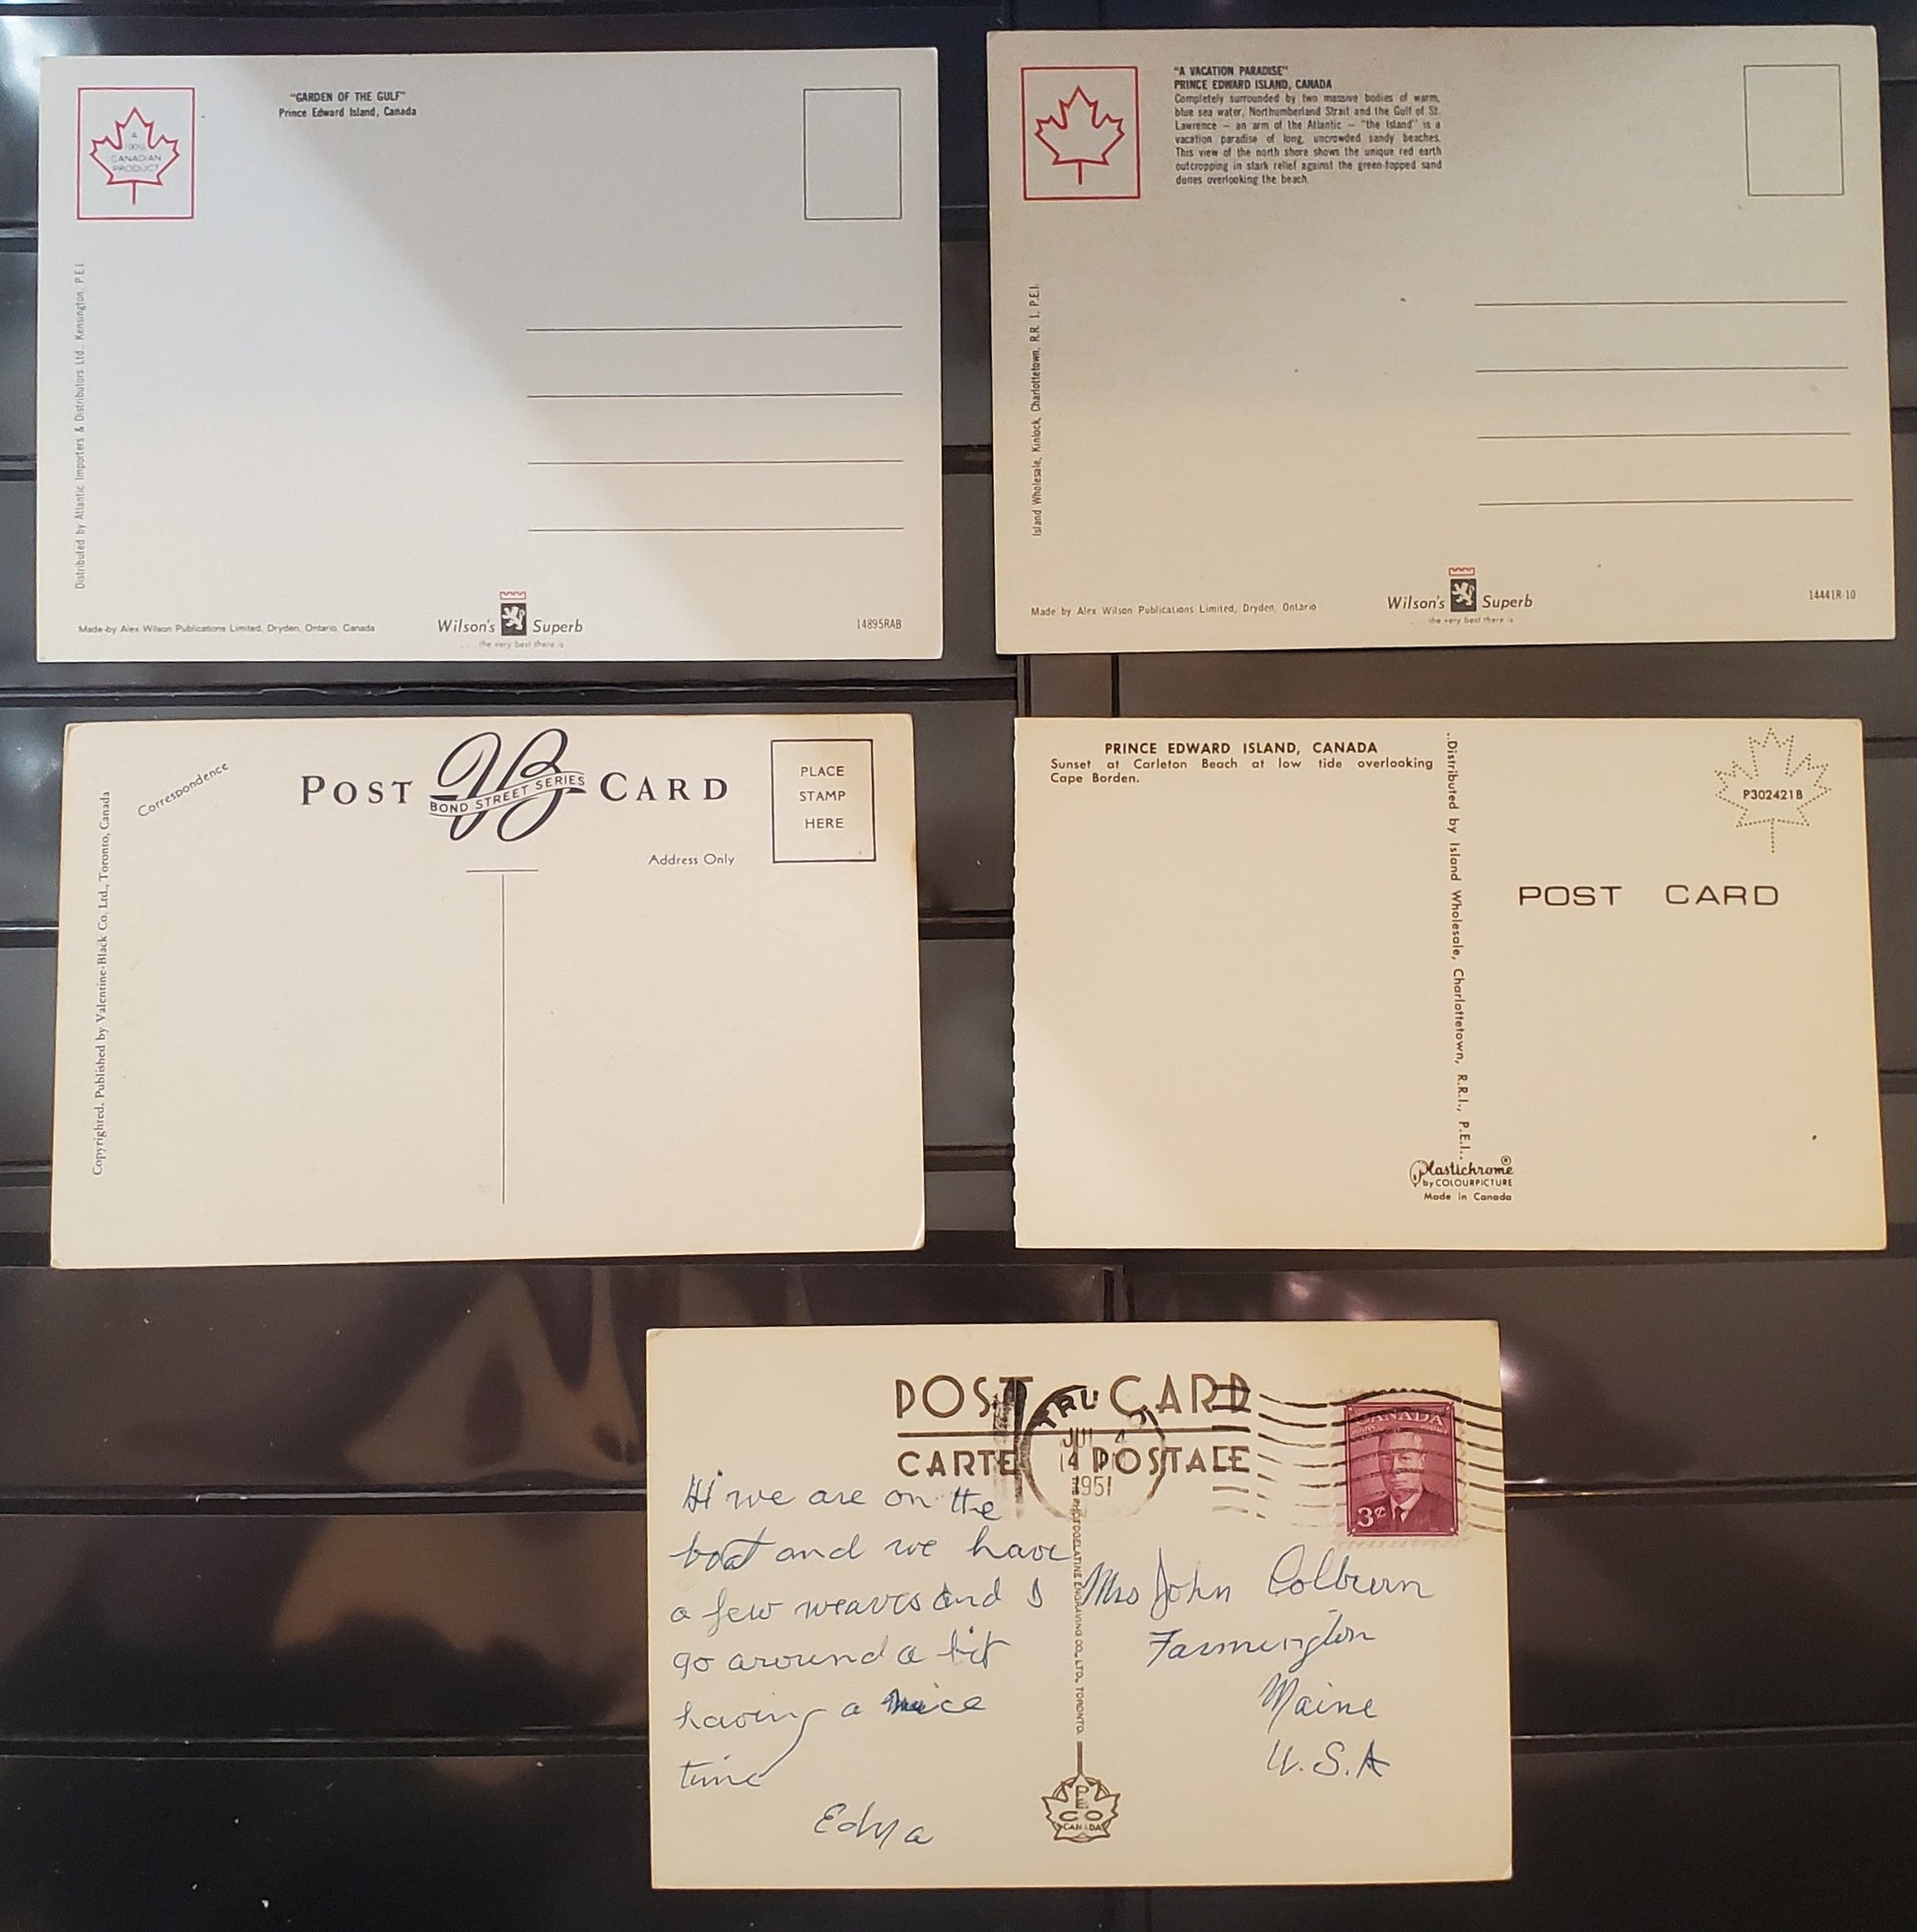 A
100%
CANADIAN
PRODUCT
"GARDEN OF THE GULF"
Prince Edward Island, Canada
Distributed by Atlantic Importers & Distributors Ltd. Kensington, P.E.I.
Made by Alex Wilson Publications Limited, Dryden, Ontario, Canada
Wilson's Superb
...the very best there is
14895RAB
"A VACATION PARADISE"
PRINCE EDWARD ISLAND, CANADA
Completely surrounded by two massive bodies of warm,
blue sea water, Northumberland Strait and the Gulf of St.
Lawrence – an arm of the Atlantic – "the Island" is a
vacation paradise of long, uncrowded sandy beaches.
This view of the north shore shows the unique red earth
outcropping in stark relief against the green-topped sand
dunes overlooking the beach.
Island Wholesale, Kinlock, Charlottetown, R.R. 1, P.E.I.
Made by Alex Wilson Publications Limited, Dryden, Ontario
Wilson's Superb
...the very best there is
14441R-10
Correspondence
POST CARD
BOND STREET SERIES
PLACE
STAMP
HERE
Address Only
Copyrighted. Published by Valentine-Black Co. Ltd., Toronto, Canada
PRINCE EDWARD ISLAND, CANADA
Sunset at Carleton Beach at low tide overlooking
Cape Borden.
..Distributed by Island Wholesale, Charlottetown, R.R.I., P.E.I..
P302421B
POST CARD
Plastichrome®
by COLOURPICTURE
Made in Canada
POST CARD
CARTE POSTALE
TRU
JUL 4
14
1951
CANADA
3¢
Hi we are on the
boat and we have
a few weaves and I
go around a bit
having a nice
time
Edna
THE PHOTOGELATINE ENGRAVING CO., LTD., TORONTO.
Mrs John Colburn
Farmington
Maine
U.S.A
PECO
CANADA